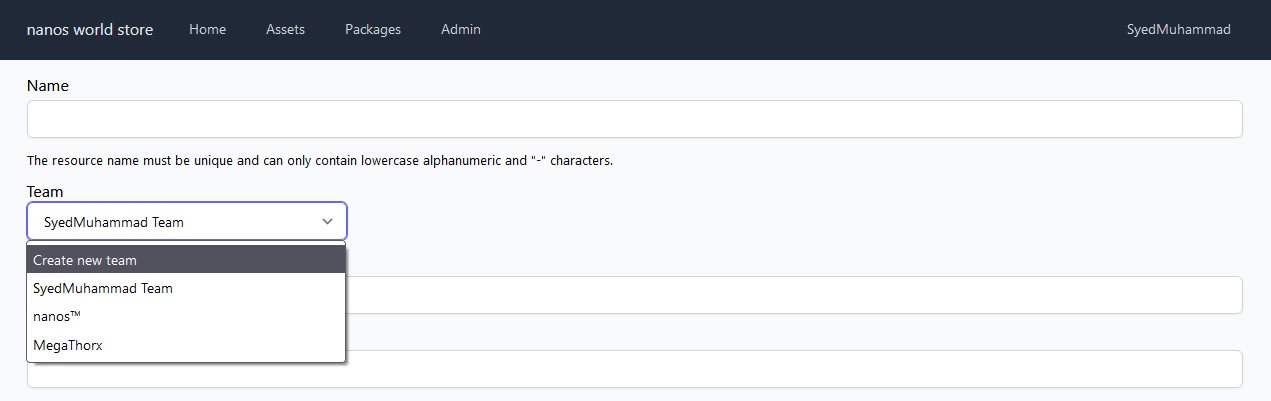 nanos world store Home Assets Packages Admin SyedMuhammad
Name
The resource name must be unique and can only contain lowercase alphanumeric and "-" characters.
Team
SyedMuhammad Team
Create new team
SyedMuhammad Team
nanos™
MegaThorx